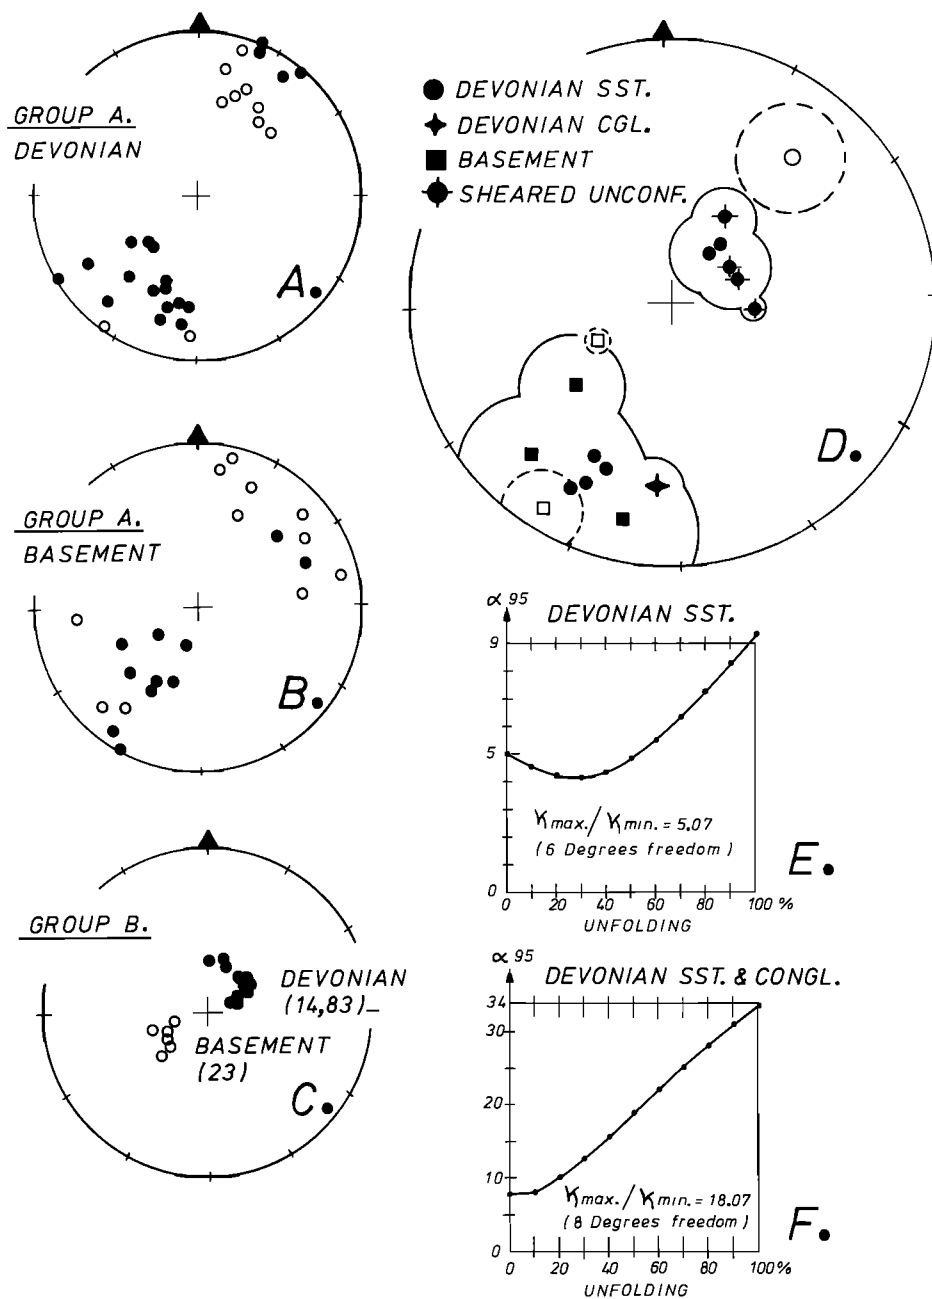 GROUP A.
DEVONIAN
A.
DEVONIAN SST.
DEVONIAN CGL.
BASEMENT
SHEARED UNCONF.
D.
GROUP A.
BASEMENT
B.
GROUP B.
DEVONIAN
(14,83)
BASEMENT
(23)
C.
α 95
DEVONIAN SST.
9
5
0
Kmax./Kmin.=5.07
(6 Degrees freedom)
0 20 40 60 80 100 %
UNFOLDING
E.
α 95
DEVONIAN SST. & CONGL.
34
30
20
10
0
Kmax./Kmin.=18.07
(8 Degrees freedom)
0 20 40 60 80 100%
UNFOLDING
F.